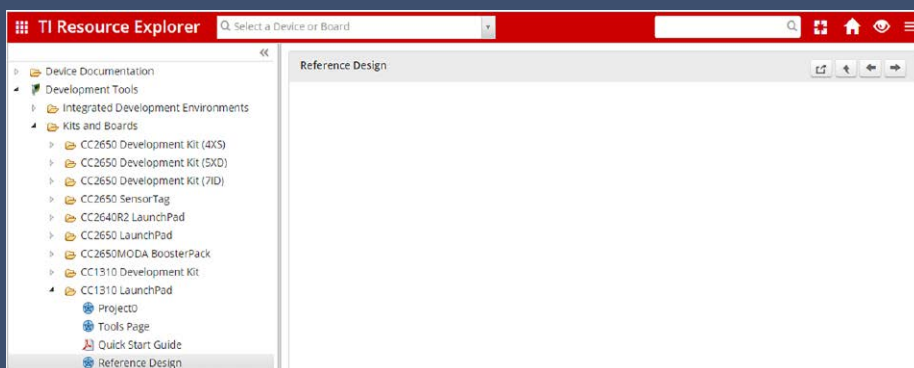 TI Resource Explorer
Select a Device or Board
Device Documentation
Development Tools
Integrated Development Environments
Kits and Boards
CC2650 Development Kit (4XS)
CC2650 Development Kit (5XD)
CC2650 Development Kit (7ID)
CC2650 SensorTag
CC2640R2 LaunchPad
CC2650 LaunchPad
CC2650MODA BoosterPack
CC1310 Development Kit
CC1310 LaunchPad
Project0
Tools Page
Quick Start Guide
Reference Design
Reference Design